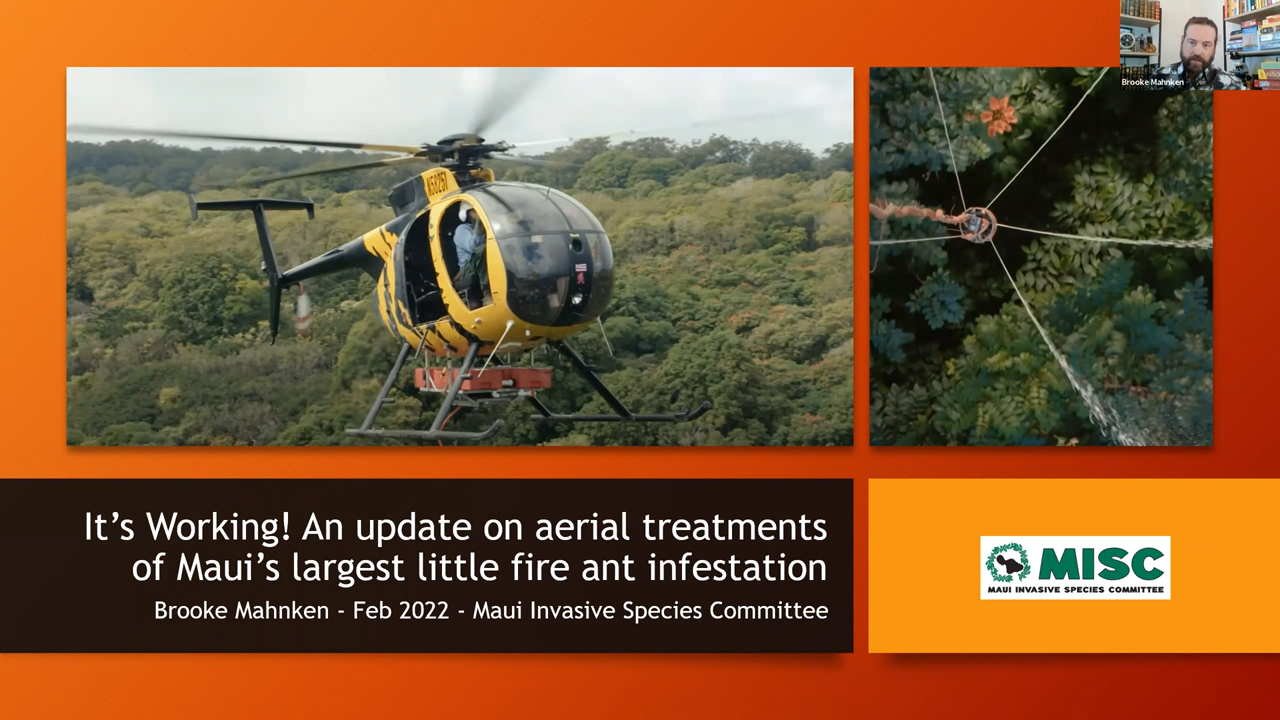 Brooke Mahnken
N5825V
It's Working! An update on aerial treatments
of Maui's largest little fire ant infestation
Brooke Mahnken - Feb 2022 - Maui Invasive Species Committee
MISC
MAUI INVASIVE SPECIES COMMITTEE